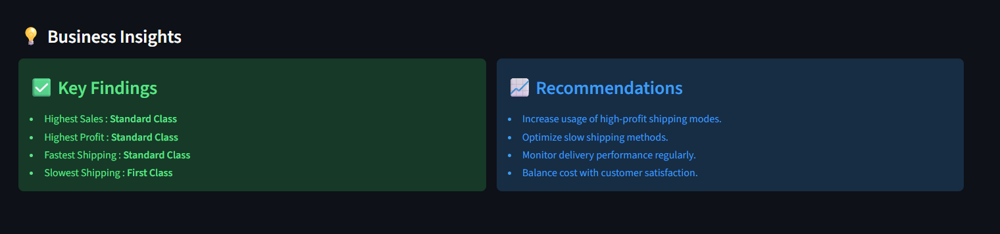 💡 Business Insights
✅ Key Findings
• Highest Sales : Standard Class
• Highest Profit : Standard Class
• Fastest Shipping : Standard Class
• Slowest Shipping : First Class
📈 Recommendations
• Increase usage of high-profit shipping modes.
• Optimize slow shipping methods.
• Monitor delivery performance regularly.
• Balance cost with customer satisfaction.